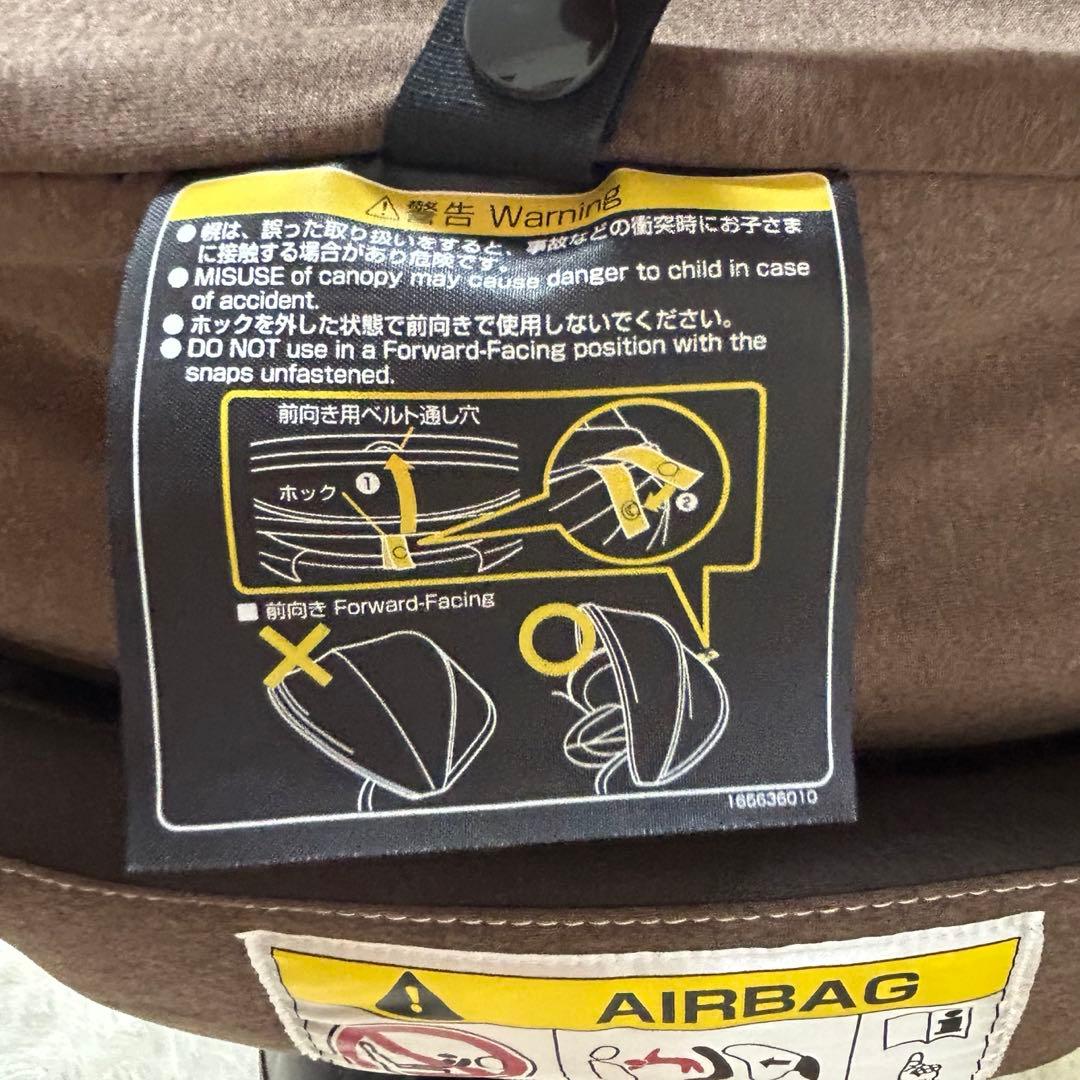 警告 Warning
● 幌は、誤った取り扱いをすると、事故などの衝突時にお子さま
に接触する場合があり危険です。
● MISUSE of canopy may cause danger to child in case
of accident.
● ホックを外した状態で前向きで使用しないでください。
● DO NOT use in a Forward-Facing position with the
snaps unfastened.
前向き用ベルト通し穴
ホック
①
②
■ 前向き Forward-Facing
165636010
AIRBAG